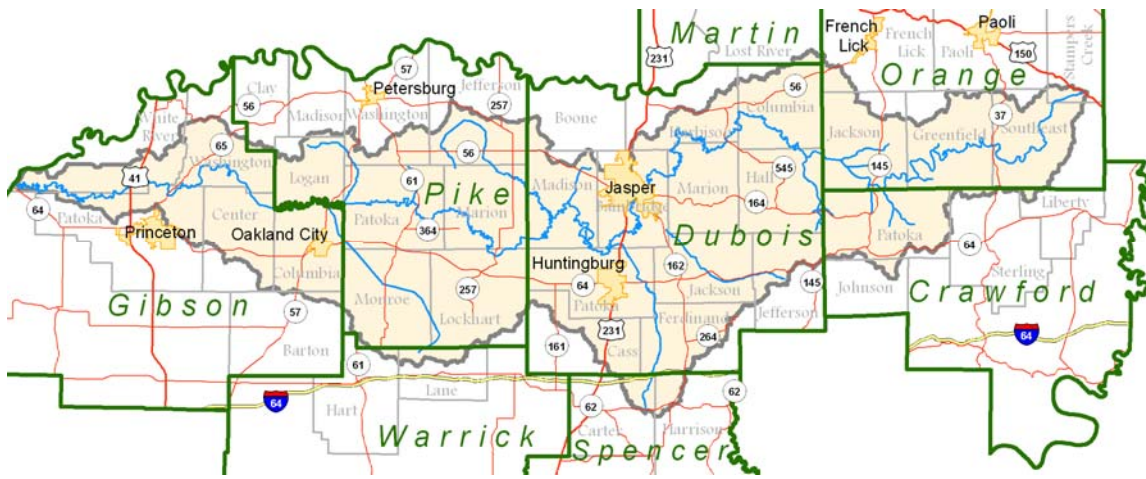 Martin
French
Lick
Paoli
231
Lost River
French
Lick
Paoli
150
Stampers
Creek
57
Clay
Jefferson
56
Petersburg
257
Orange
56
Columbia
White
River
Madison
Washington
Boone
Harbison
Jackson
37
Southeast
Greenfield
65
Washington
56
41
Logan
61
Pike
Madison
Jasper
Bainbridge
Marion
Hall
545
145
64
Patoka
Center
Patoka
Marion
164
Liberty
Princeton
Oakland City
364
Dubois
Patoka
64
Huntingburg
162
Columbia
64
Sterling
Gibson
Monroe
257
Patoka
Jackson
145
Johnson
Crawford
57
Lockhart
231
Ferdinand
Jefferson
264
64
Barton
161
Cass
61
Lane
64
Hart
62
62
Carter
Harrison
Warrick
Spencer